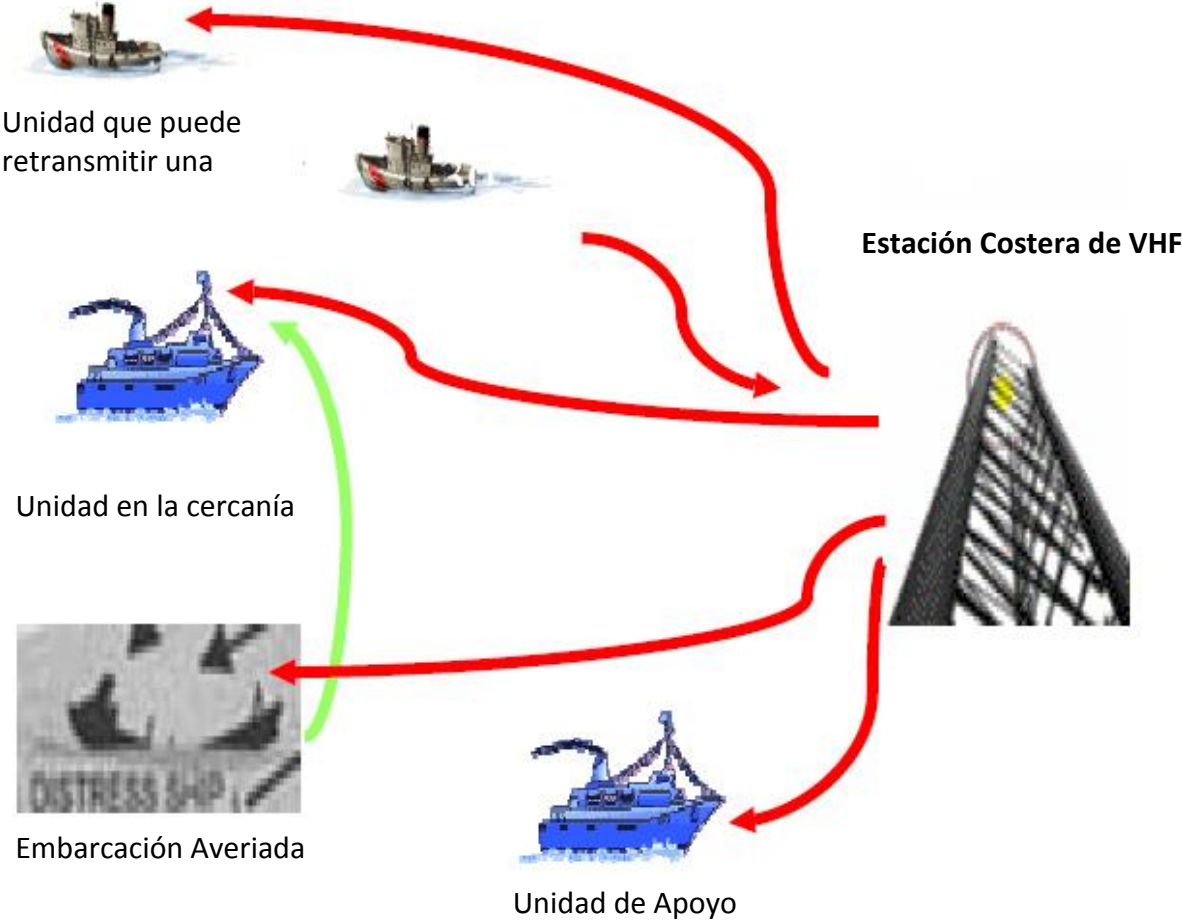 Unidad que puede
retransmitir una
Estación Costera de VHF
Unidad en la cercanía
DISTRESS SHIP
Embarcación Averiada
Unidad de Apoyo